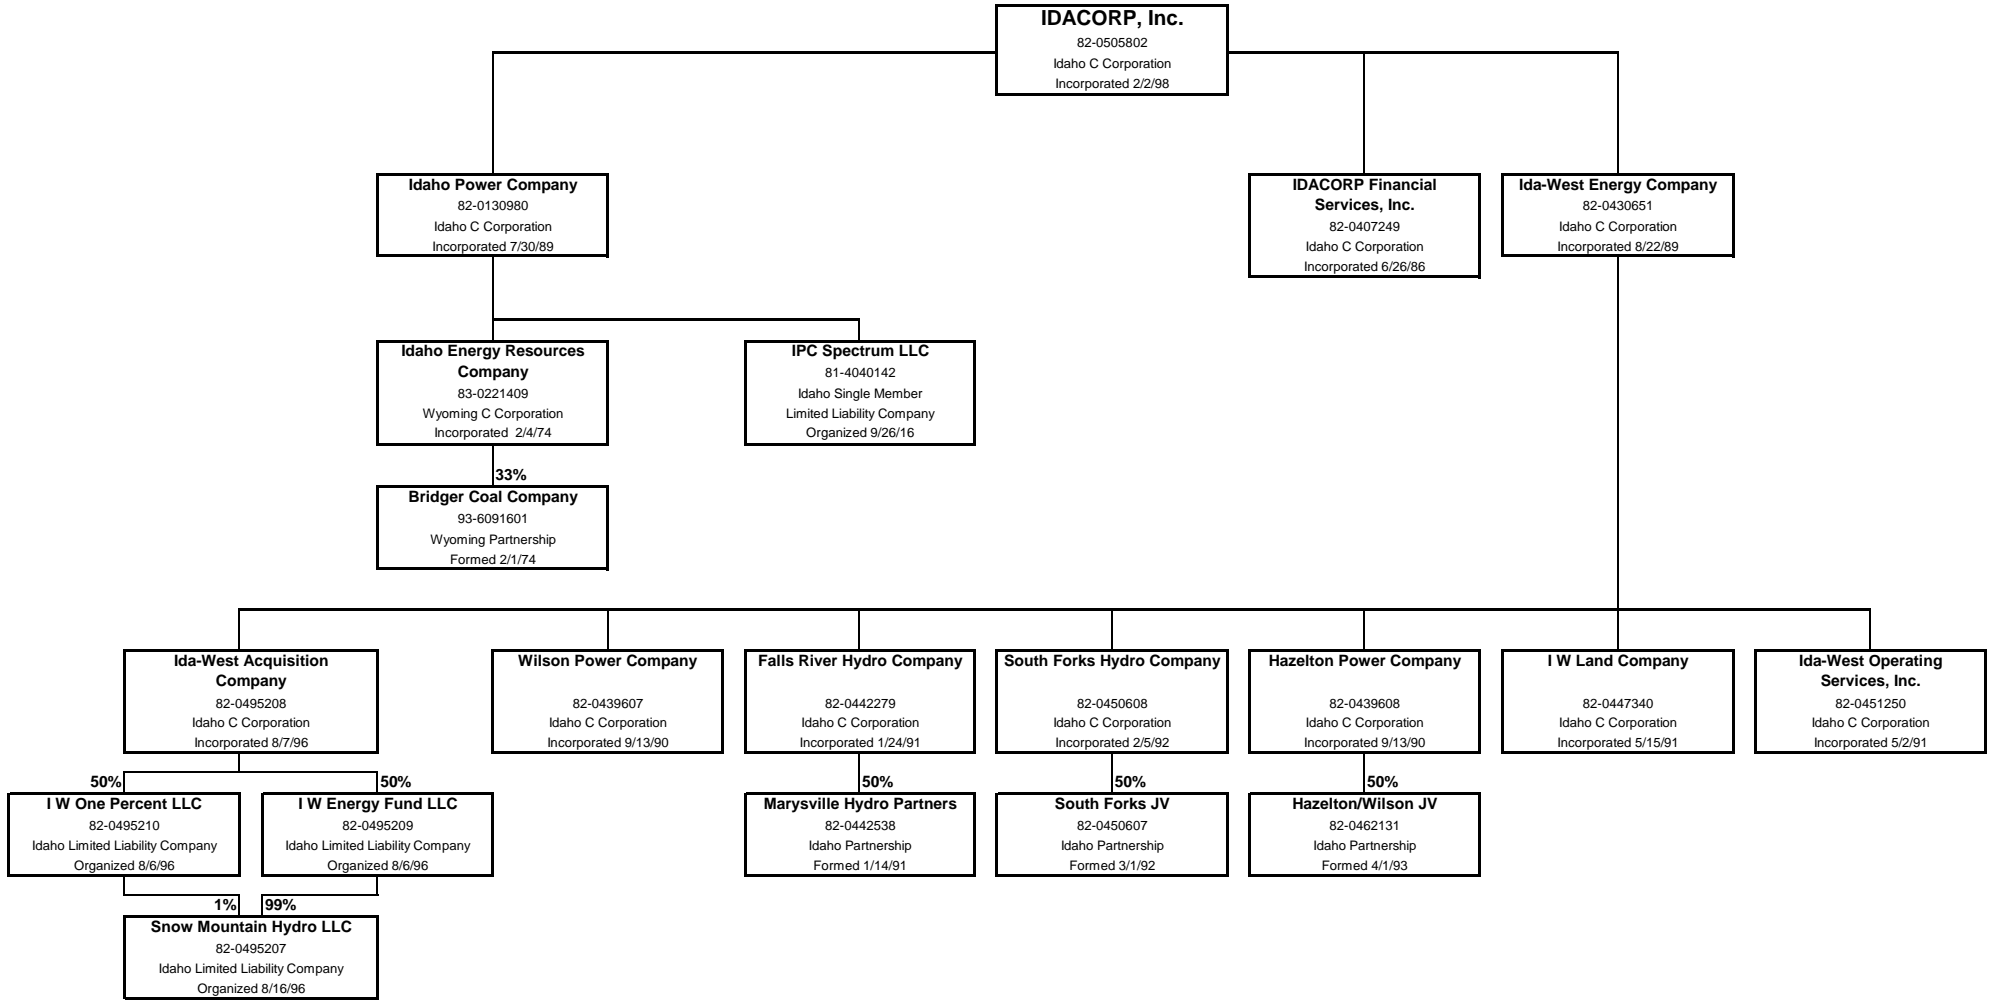 IDACORP, Inc.
82-0505802
Idaho C Corporation
Incorporated 2/2/98
Idaho Power Company
82-0130980
Idaho C Corporation
Incorporated 7/30/89
IDACORP Financial
Services, Inc.
82-0407249
Idaho C Corporation
Incorporated 6/26/86
Ida-West Energy Company
82-0430651
Idaho C Corporation
Incorporated 8/22/89
Idaho Energy Resources
Company
83-0221409
Wyoming C Corporation
Incorporated 2/4/74
IPC Spectrum LLC
81-4040142
Idaho Single Member
Limited Liability Company
Organized 9/26/16
33%
Bridger Coal Company
93-6091601
Wyoming Partnership
Formed 2/1/74
Ida-West Acquisition
Company
82-0495208
Idaho C Corporation
Incorporated 8/7/96
Wilson Power Company
82-0439607
Idaho C Corporation
Incorporated 9/13/90
Falls River Hydro Company
82-0442279
Idaho C Corporation
Incorporated 1/24/91
South Forks Hydro Company
82-0450608
Idaho C Corporation
Incorporated 2/5/92
Hazelton Power Company
82-0439608
Idaho C Corporation
Incorporated 9/13/90
I W Land Company
82-0447340
Idaho C Corporation
Incorporated 5/15/91
Ida-West Operating
Services, Inc.
82-0451250
Idaho C Corporation
Incorporated 5/2/91
50%
I W One Percent LLC
82-0495210
Idaho Limited Liability Company
Organized 8/6/96
50%
I W Energy Fund LLC
82-0495209
Idaho Limited Liability Company
Organized 8/6/96
50%
Marysville Hydro Partners
82-0442538
Idaho Partnership
Formed 1/14/91
50%
South Forks JV
82-0450607
Idaho Partnership
Formed 3/1/92
50%
Hazelton/Wilson JV
82-0462131
Idaho Partnership
Formed 4/1/93
1%
99%
Snow Mountain Hydro LLC
82-0495207
Idaho Limited Liability Company
Organized 8/16/96